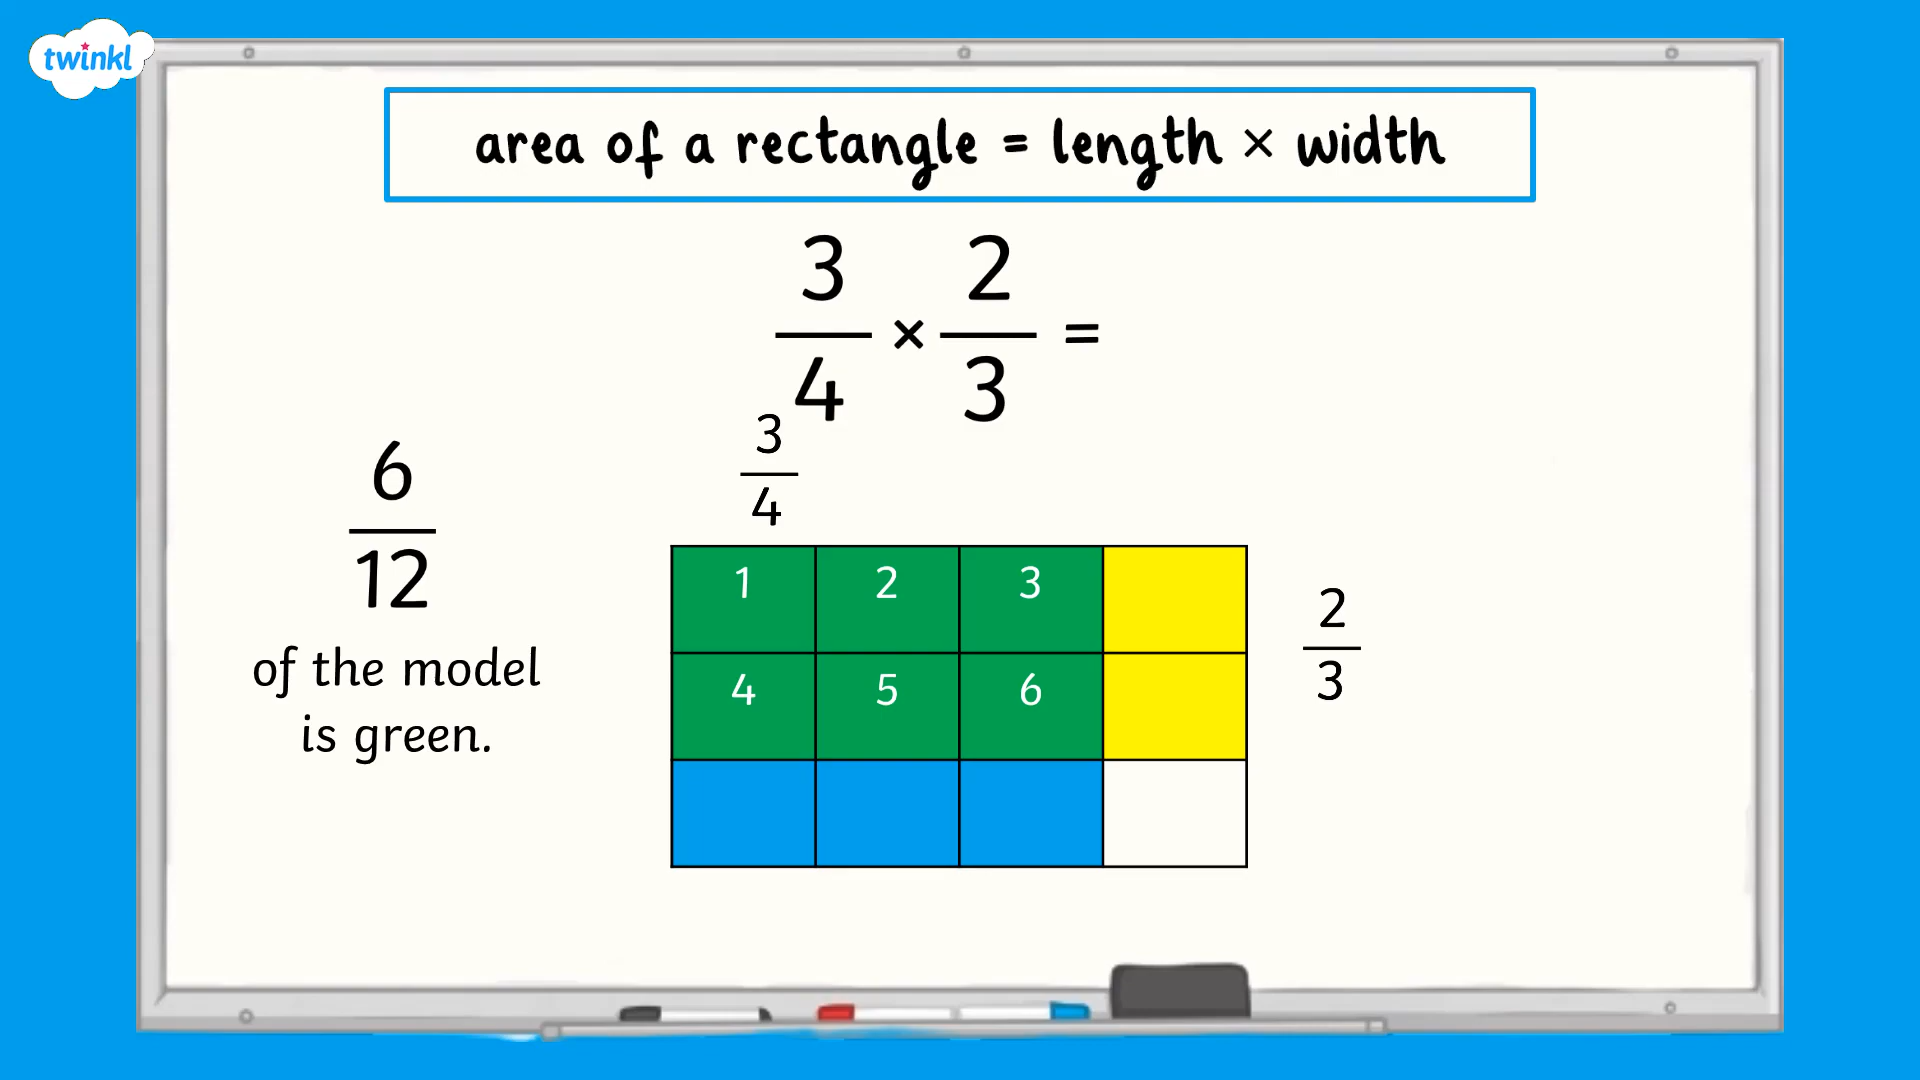 twinkl
area of a rectangle = length × width
3/4 × 2/3 =
3/4
6/12
of the model
is green.
1 2 3
4 5 6
2/3